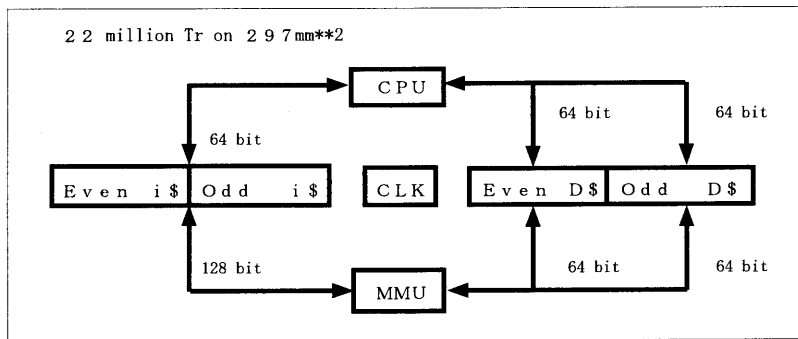 22 million Tr on 297mm**2
CPU
64 bit
64 bit
64 bit
Even i$
Odd i$
CLK
Even D$
Odd D$
128 bit
64 bit
64 bit
MMU